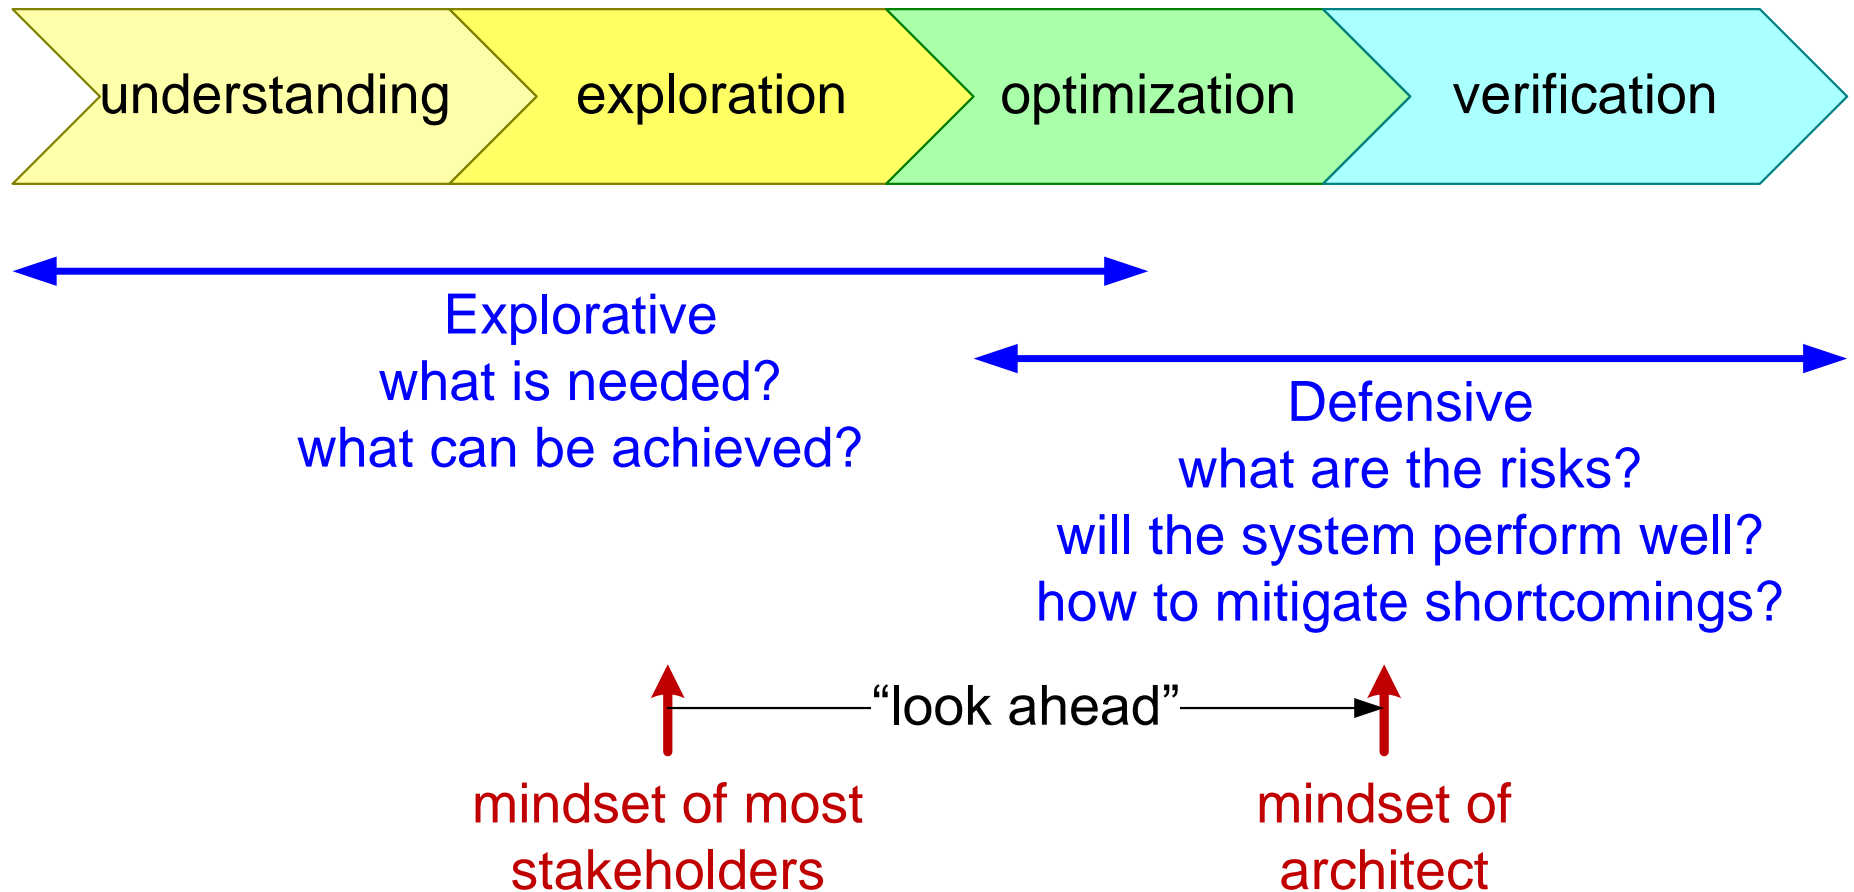 understanding
exploration
optimization
verification
Explorative
what is needed?
what can be achieved?
Defensive
what are the risks?
will the system perform well?
how to mitigate shortcomings?
“look ahead”
mindset of most
stakeholders
mindset of
architect